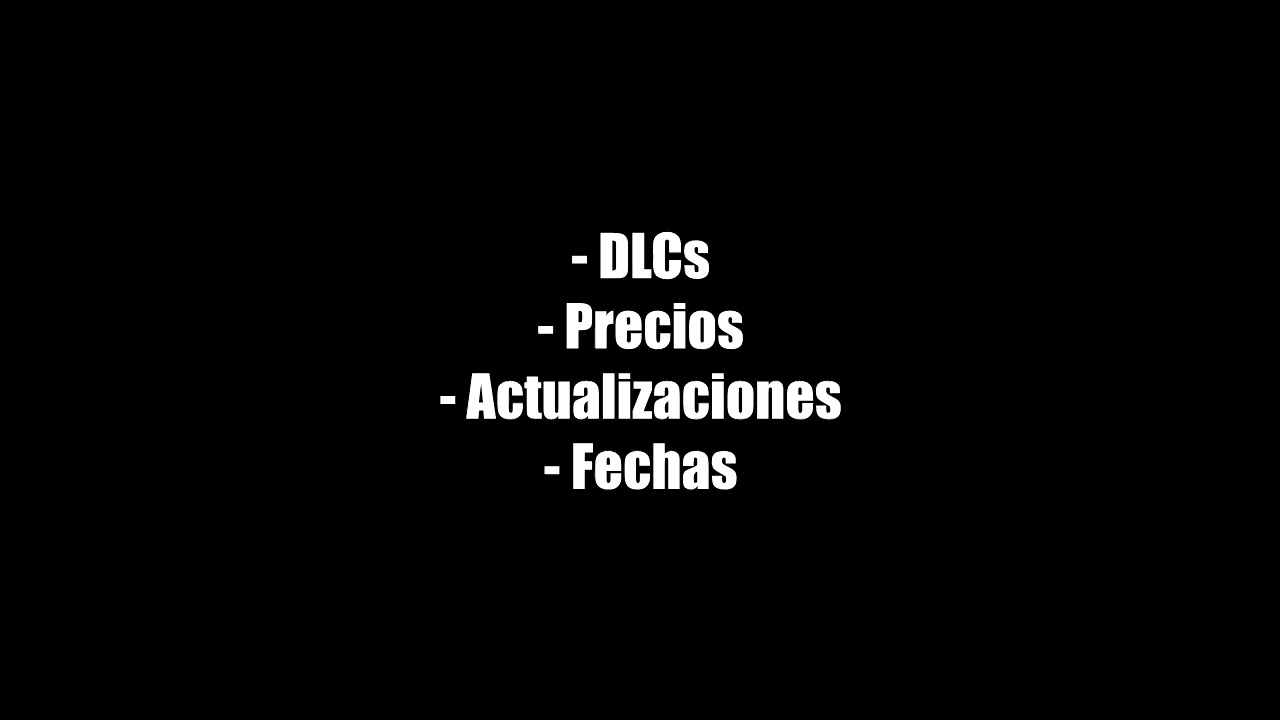 - DLCs
- Precios
- Actualizaciones
- Fechas